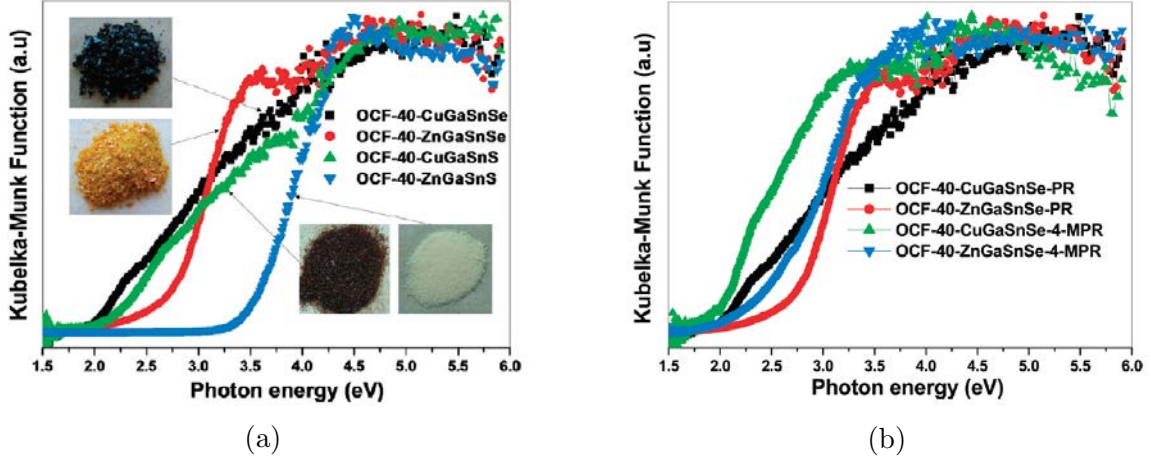 (a)
Kubelka-Munk Function (a.u)
OCF-40-CuGaSnSe
OCF-40-ZnGaSnSe
OCF-40-CuGaSnS
OCF-40-ZnGaSnS
1.5 2.0 2.5 3.0 3.5 4.0 4.5 5.0 5.5 6.0
Photon energy (eV)
(a)
(b)
Kubelka-Munk Function (a.u)
OCF-40-CuGaSnSe-PR
OCF-40-ZnGaSnSe-PR
OCF-40-CuGaSnSe-4-MPR
OCF-40-ZnGaSnSe-4-MPR
1.5 2.0 2.5 3.0 3.5 4.0 4.5 5.0 5.5 6.0
Photon energy (eV)
(b)